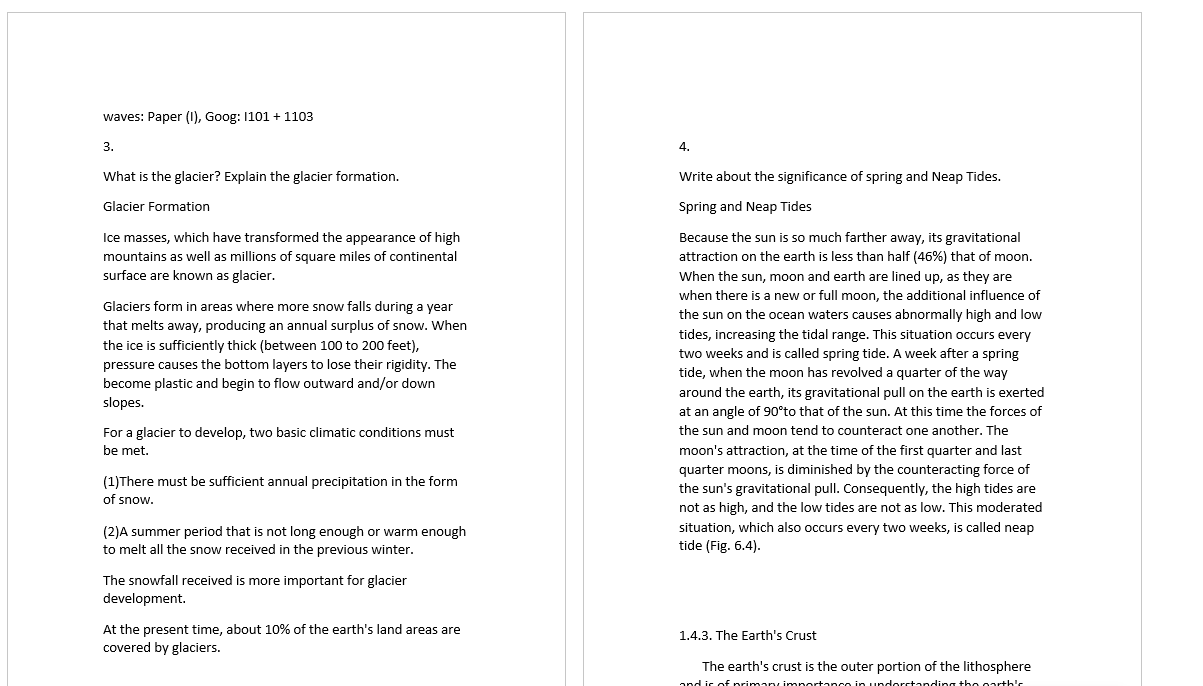 waves: Paper (I), Goog: I101 + 1103
3.
What is the glacier? Explain the glacier formation.
Glacier Formation
Ice masses, which have transformed the appearance of high
mountains as well as millions of square miles of continental
surface are known as glacier.
Glaciers form in areas where more snow falls during a year
that melts away, producing an annual surplus of snow. When
the ice is sufficiently thick (between 100 to 200 feet),
pressure causes the bottom layers to lose their rigidity. The
become plastic and begin to flow outward and/or down
slopes.
For a glacier to develop, two basic climatic conditions must
be met.
(1)There must be sufficient annual precipitation in the form
of snow.
(2)A summer period that is not long enough or warm enough
to melt all the snow received in the previous winter.
The snowfall received is more important for glacier
development.
At the present time, about 10% of the earth's land areas are
covered by glaciers.
4.
Write about the significance of spring and Neap Tides.
Spring and Neap Tides
Because the sun is so much farther away, its gravitational
attraction on the earth is less than half (46%) that of moon.
When the sun, moon and earth are lined up, as they are
when there is a new or full moon, the additional influence of
the sun on the ocean waters causes abnormally high and low
tides, increasing the tidal range. This situation occurs every
two weeks and is called spring tide. A week after a spring
tide, when the moon has revolved a quarter of the way
around the earth, its gravitational pull on the earth is exerted
at an angle of 90°to that of the sun. At this time the forces of
the sun and moon tend to counteract one another. The
moon's attraction, at the time of the first quarter and last
quarter moons, is diminished by the counteracting force of
the sun's gravitational pull. Consequently, the high tides are
not as high, and the low tides are not as low. This moderated
situation, which also occurs every two weeks, is called neap
tide (Fig. 6.4).
1.4.3. The Earth's Crust
The earth's crust is the outer portion of the lithosphere
and is of primary importance in understanding the earth's